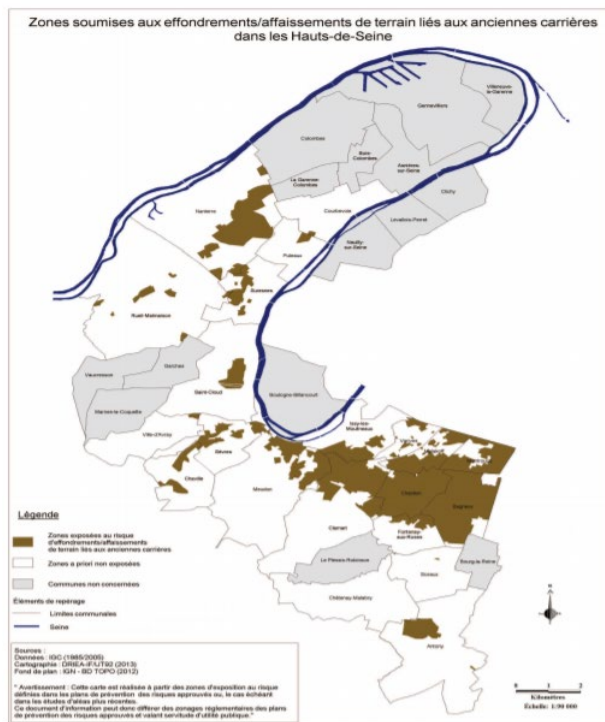 Zones soumises aux effondrements/affaissements de terrain liés aux anciennes carrières
dans les Hauts-de-Seine
Villeneuve-
la-Garenne
Gennevilliers
Colombes
Bois-
Colombes
Asnières-
sur-Seine
La Garenne-
Colombes
Clichy
Nanterre
Courbevoie
Levallois-Perret
Neuilly-
sur-Seine
Puteaux
Suresnes
Rueil-Malmaison
Garches
Vaucresson
Saint-Cloud
Boulogne-Billancourt
Marnes-la-Coquette
Issy-les-
Moulineaux
Ville-d'Avray
Sèvres
Chaville
Meudon
Châtillon
Bagneux
Clamart
Fontenay-
aux-Roses
Le Plessis-Robinson
Sceaux
Bourg-la-Reine
Châtenay-Malabry
Antony
Légende
Zones exposées au risque
d'effondrements/affaissements
de terrain liés aux anciennes carrières
Zones a priori non exposées
Communes non concernées
Éléments de repérage
Limites communales
Seine
Sources :
Données : IGC (1985/2005)
Cartographie : DRIEA-IF/UT92 (2013)
Fond de plan : IGN - BD TOPO (2012)
* Avertissement : Cette carte est réalisée à partir des zones d'exposition au risque
définies dans les plans de prévention des risques approuvés ou, le cas échéant
dans les études d'aléas plus récentes.
Ce document d'information peut donc différer des zonages réglementaires des plans
de prévention des risques approuvés et valant servitude d'utilité publique *
N
0 1 2
Kilomètres
Échelle: 1:90 000